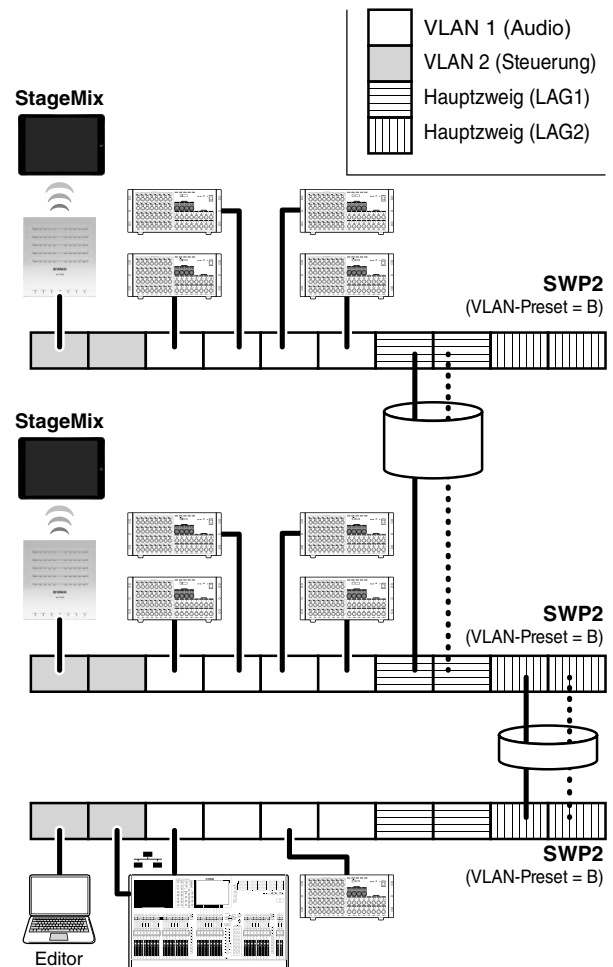 VLAN 1 (Audio)
VLAN 2 (Steuerung)
Hauptzweig (LAG1)
Hauptzweig (LAG2)
StageMix
SWP2
(VLAN-Preset = B)
StageMix
SWP2
(VLAN-Preset = B)
SWP2
(VLAN-Preset = B)
Editor